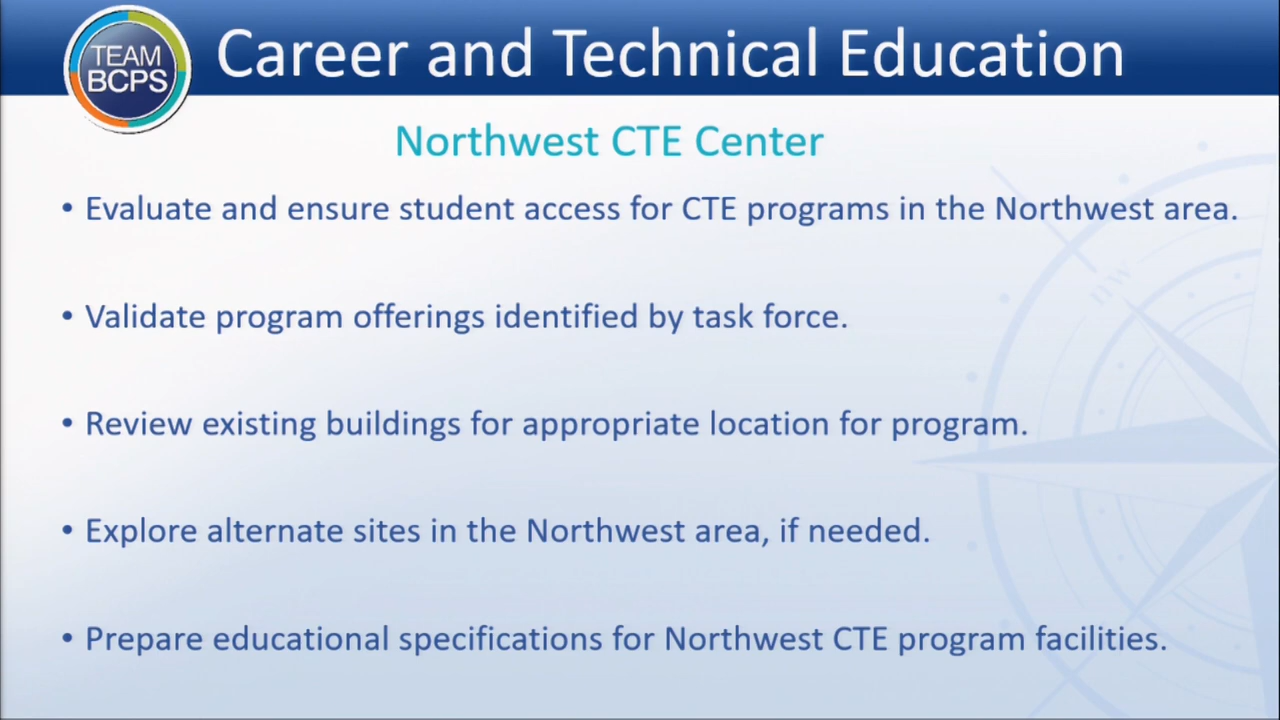 TEAM
BCPS
Career and Technical Education
Northwest CTE Center
• Evaluate and ensure student access for CTE programs in the Northwest area.
• Validate program offerings identified by task force.
• Review existing buildings for appropriate location for program.
• Explore alternate sites in the Northwest area, if needed.
• Prepare educational specifications for Northwest CTE program facilities.